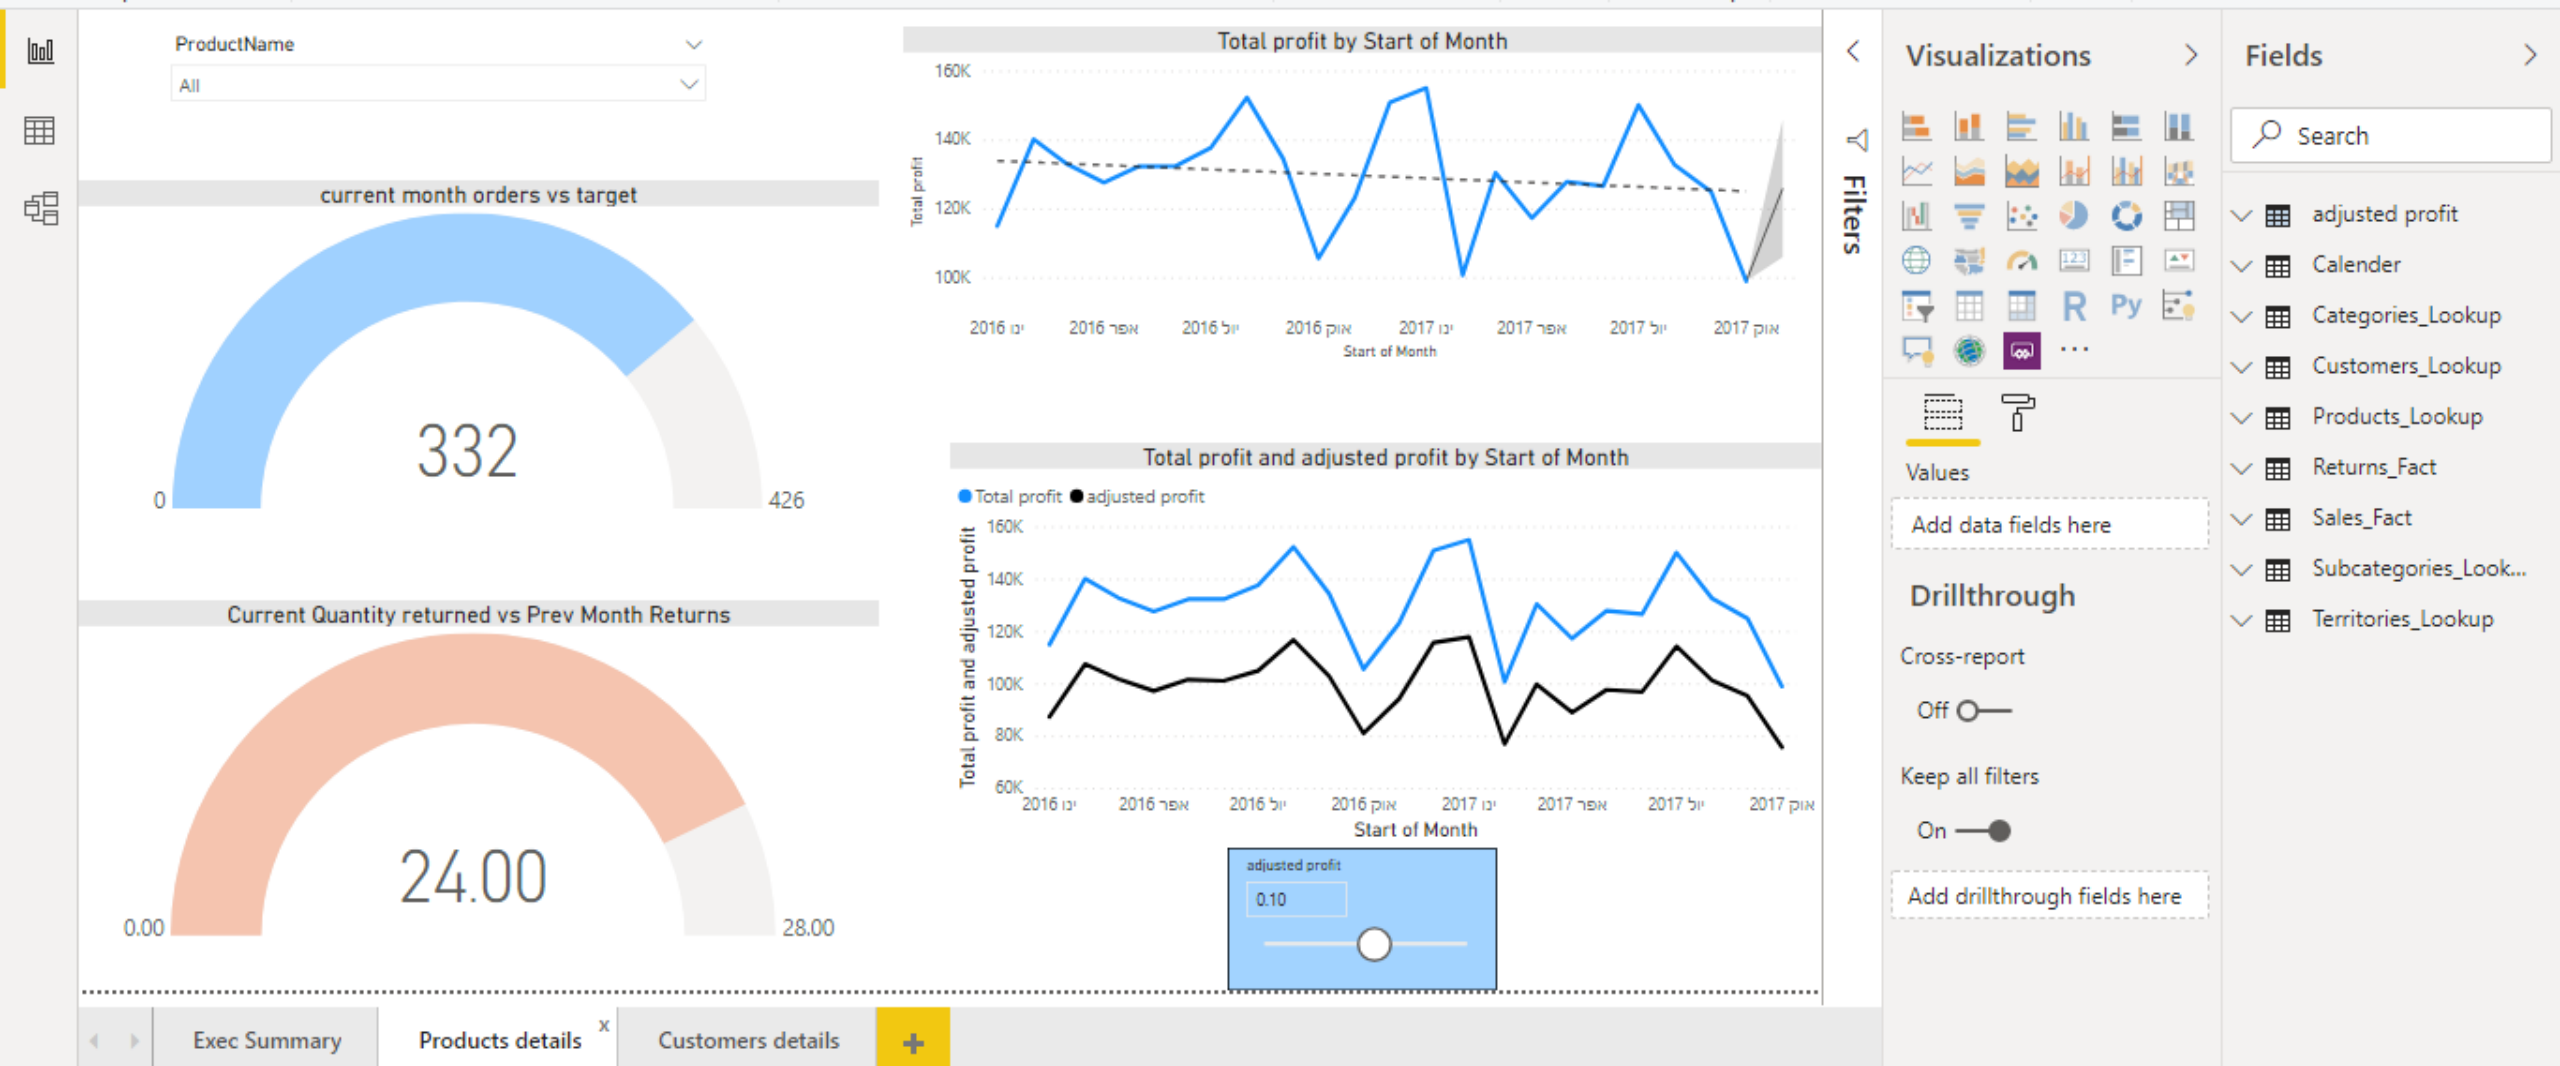 ProductName
All
current month orders vs target
332
0
426
Current Quantity returned vs Prev Month Returns
24.00
0.00
28.00
Total profit by Start of Month
Total profit
160K
140K
120K
100K
ינו 2016
אפר 2016
יול 2016
אוק 2016
ינו 2017
אפר 2017
יול 2017
אוק 2017
Start of Month
Total profit and adjusted profit by Start of Month
Total profit
adjusted profit
Total profit and adjusted profit
160K
140K
120K
100K
80K
60K
ינו 2016
אפר 2016
יול 2016
אוק 2016
ינו 2017
אפר 2017
יול 2017
אוק 2017
Start of Month
adjusted profit
0.10
Exec Summary
Products details
x
Customers details
+
Filters
Visualizations
123
R
Py
...
Values
Add data fields here
Drillthrough
Cross-report
Off
Keep all filters
On
Add drillthrough fields here
Fields
Search
adjusted profit
Calender
Categories_Lookup
Customers_Lookup
Products_Lookup
Returns_Fact
Sales_Fact
Subcategories_Look...
Territories_Lookup